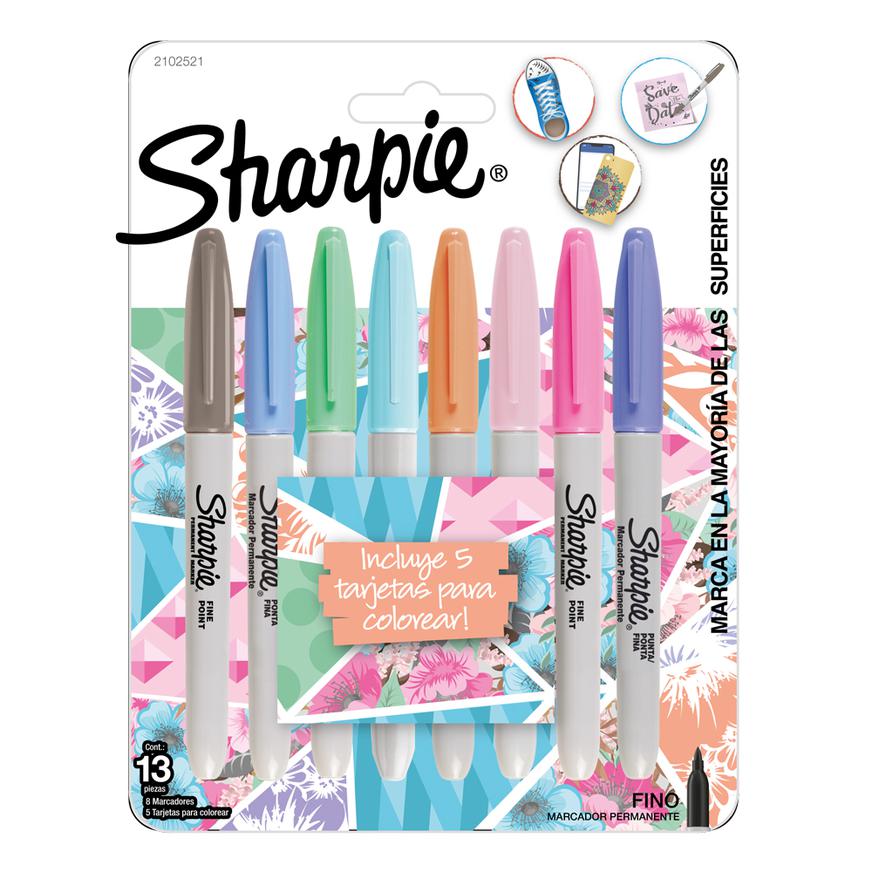 2102521
Sharpie®
Save
the
Date
MARCA EN LA MAYORÍA DE LAS SUPERFICIES
Sharpie®
PERMANENT MARKER
FINE
POINT
Sharpie®
Marcador Permanente
PONTA
FINA
Incluye 5
tarjetas para
colorear!
Sharpie®
PERMANENT MARKER
FINE
POINT
Sharpie®
Marcador Permanente
PUNTA/
PONTA
FINA
Cont.:
13
piezas
8 Marcadores
5 Tarjetas para colorear
FINO
MARCADOR PERMANENTE